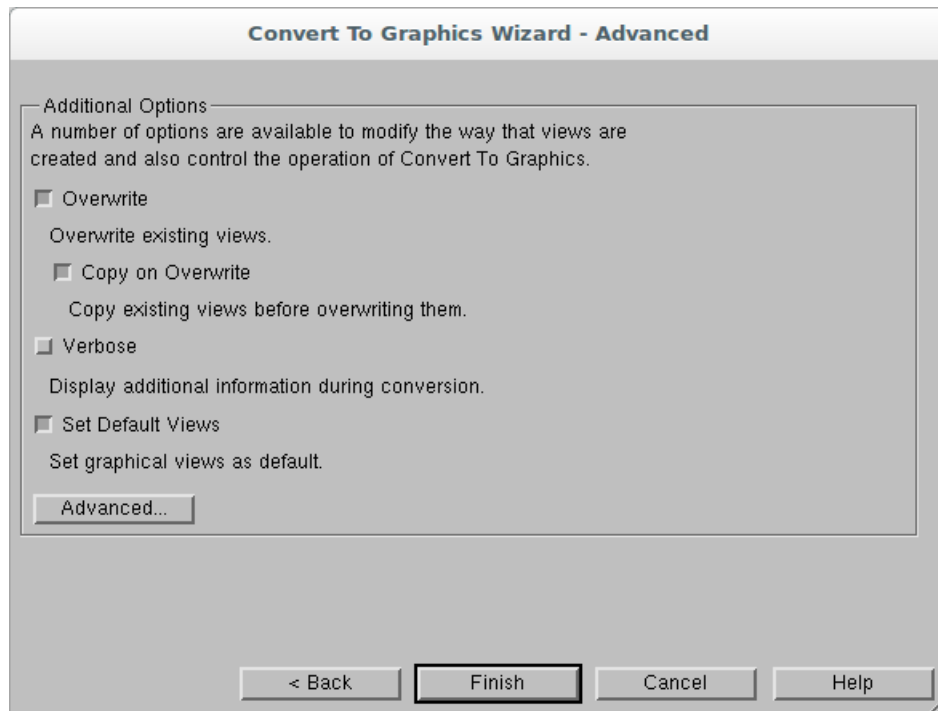 Convert To Graphics Wizard - Advanced
Additional Options
A number of options are available to modify the way that views are
created and also control the operation of Convert To Graphics.
Overwrite
Overwrite existing views.
Copy on Overwrite
Copy existing views before overwriting them.
Verbose
Display additional information during conversion.
Set Default Views
Set graphical views as default.
Advanced...
< Back Finish Cancel Help